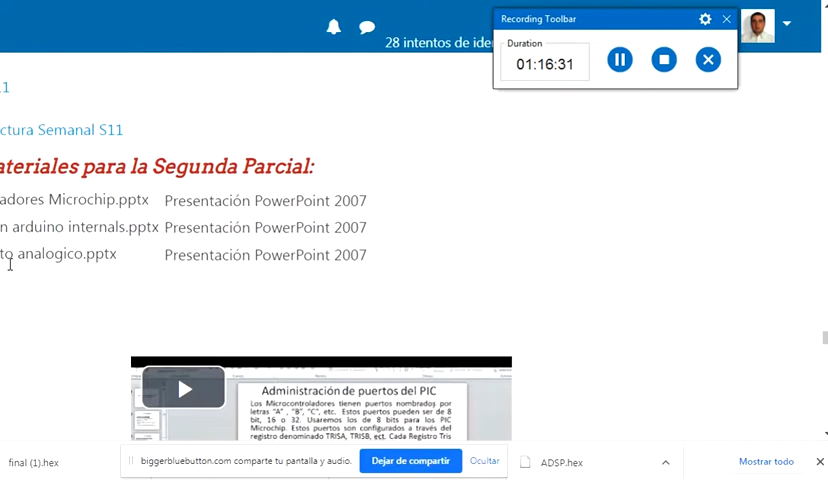 Recording Toolbar
28 intentos de ide
Duration
01:16:31
ctura Semanal S11
ateriales para la Segunda Parcial:
adores Microchip.pptx Presentación PowerPoint 2007
n arduino internals.pptx Presentación PowerPoint 2007
to analogico.pptx Presentación PowerPoint 2007
Administración de puertos del PIC
Los Microcontroladores tienen puertos nombrados por
letras "A" , "B", "C", etc. Estos puertos pueden ser de 8
bit, 16 o 32. Usaremos los de 8 bits para los PIC
Microchip. Estos puertos son configurados a través del
registro denominado TRISA, TRISB, ect. Cada Registro Tris
final (1).hex
biggerbluebutton.com comparte tu pantalla y audio. Dejar de compartir Ocultar
ADSP.hex
Mostrar todo